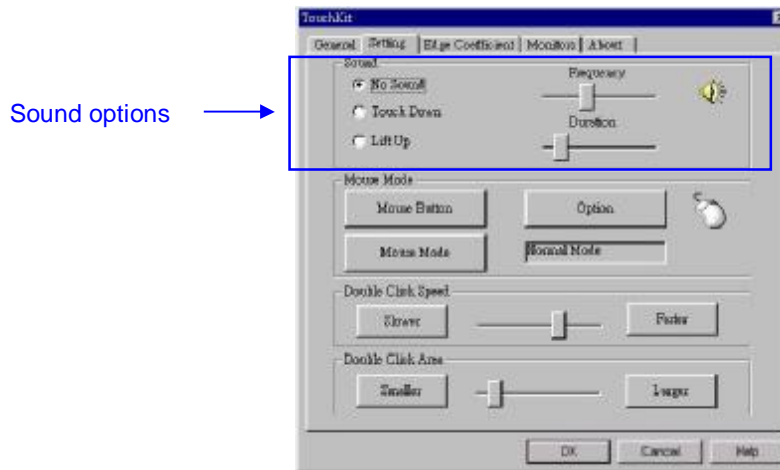 TouchKit
General Setting Edge Coefficient Monitors About
Sound
Sound options
No Sound
Frequency
Touch Down
Duration
Lift Up
Mouse Mode
Mouse Button Option
Mouse Mode Normal Mode
Double Click Speed
Slower Faster
Double Click Area
Smaller Larger
OK Cancel Help